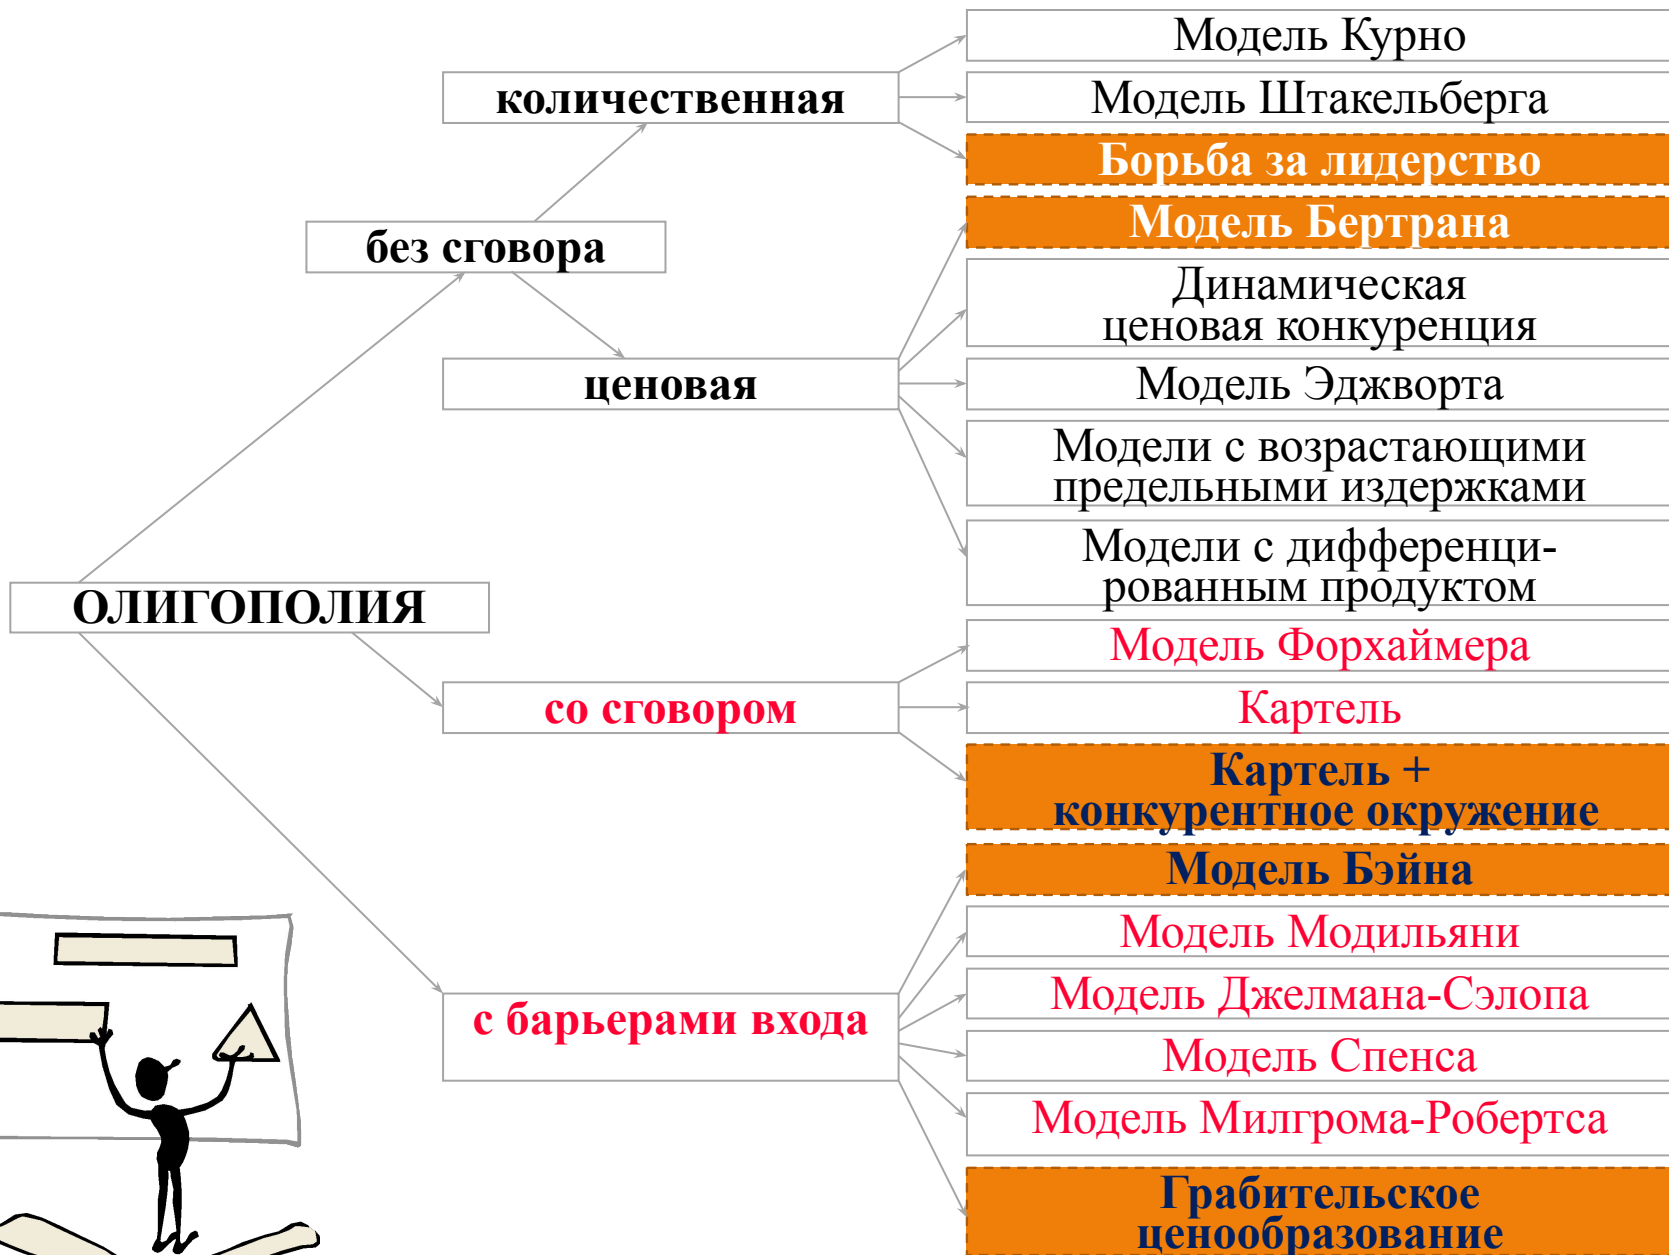 Модель Курно
количественная
Модель Штакельберга
Борьба за лидерство
Модель Бертрана
без сговора
Динамическая
ценовая конкуренция
ценовая
Модель Эджворта
Модели с возрастающими
предельными издержками
Модели с дифференци-
рованным продуктом
ОЛИГОПОЛИЯ
Модель Форхаймера
со сговором
Картель
Картель +
конкурентное окружение
Модель Бэйна
Модель Модильяни
Модель Джелмана-Сэлопа
с барьерами входа
Модель Спенса
Модель Милгрома-Робертса
Грабительское
ценообразование